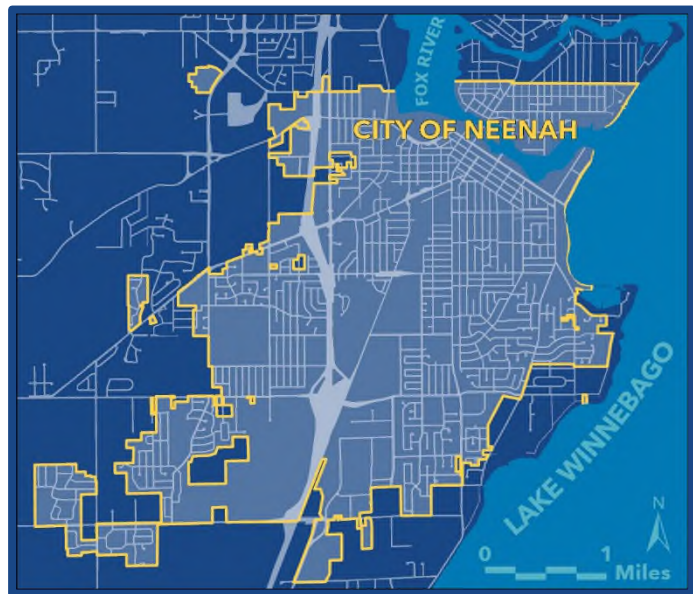 FOX RIVER
CITY OF NEENAH
LAKE WINNEBAGO
N
0 1
Miles